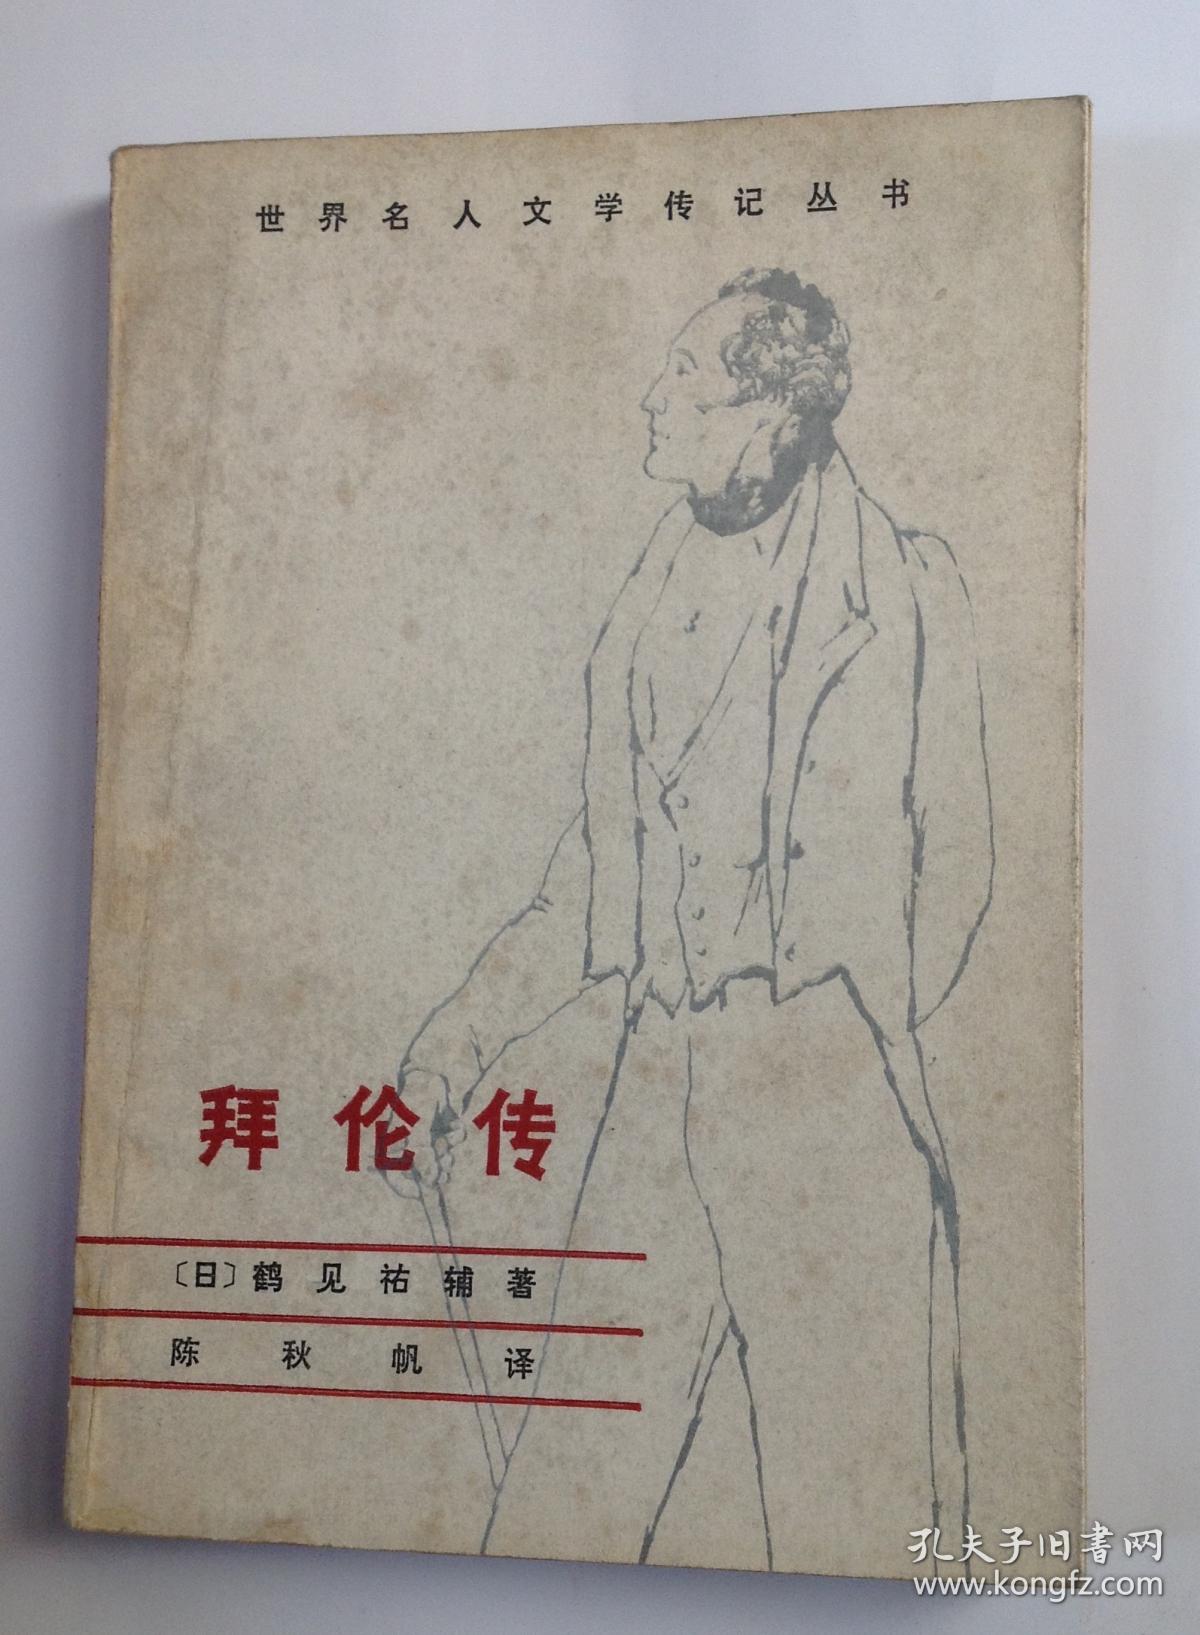 世界名人文学传记丛书
拜伦传
〔日〕鹤见祐辅著
陈秋帆译
孔夫子旧书网
www.kongfz.com